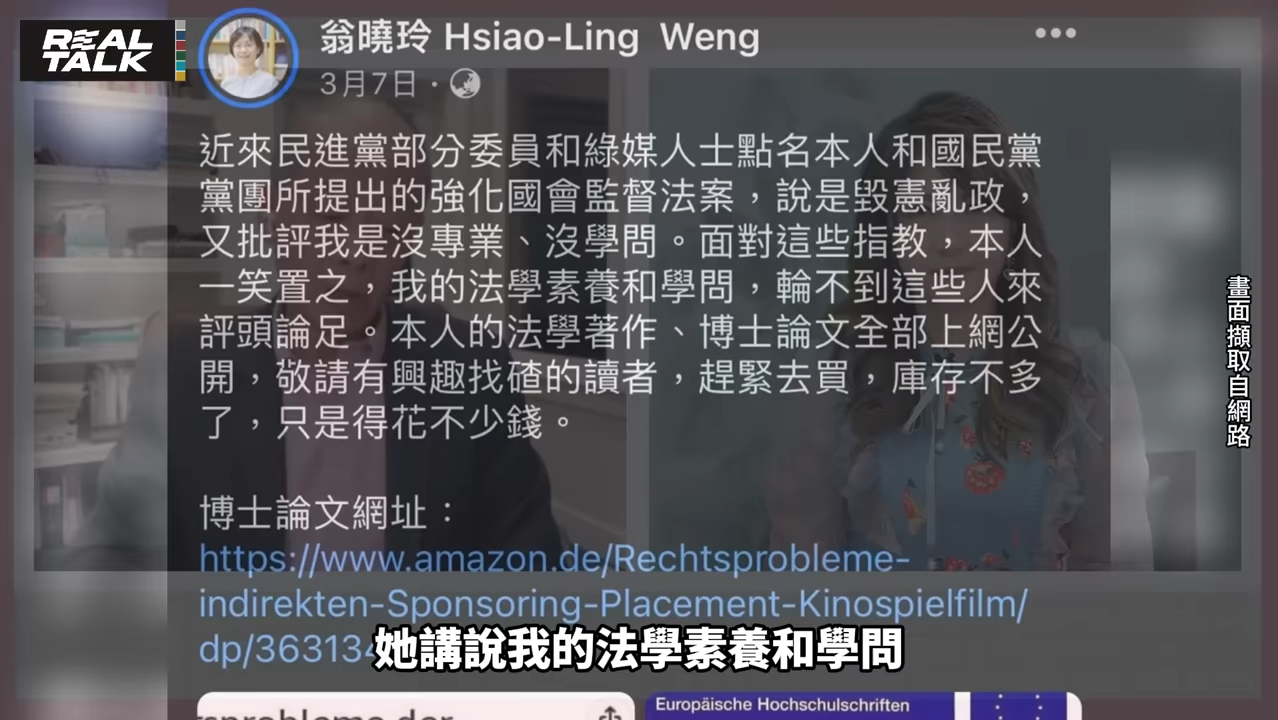 REAL
TALK
翁曉玲 Hsiao-Ling Weng
3月7日
近來民進黨部分委員和綠媒人士點名本人和國民黨
黨團所提出的強化國會監督法案，說是毀憲亂政，
又批評我是沒專業、沒學問。面對這些指教，本人
一笑置之，我的法學素養和學問，輪不到這些人來
評頭論足。本人的法學著作、博士論文全部上網公
開，敬請有興趣找碴的讀者，趕緊去買，庫存不多
了，只是得花不少錢。
博士論文網址：
https://www.amazon.de/Rechtsprobleme-
indirekten-Sponsoring-Placement-Kinospielfilm/
dp/36313
她講說我的法學素養和學問
Europäische Hochschulschriften
畫面擷取自網路